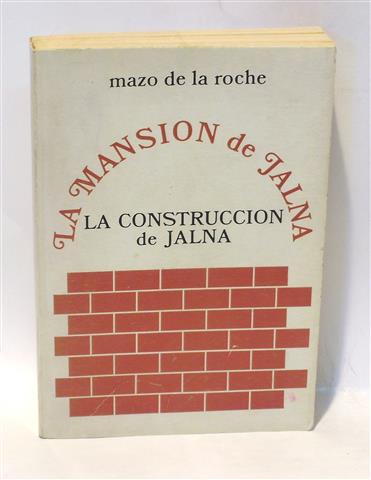 mazo de la roche
LA MANSION de JALNA
LA CONSTRUCCION
de JALNA